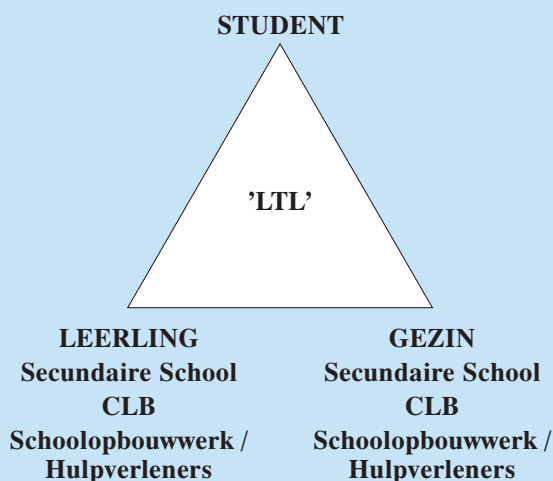 STUDENT
'LTL'
LEERLING
Secundaire School
CLB
Schoolopbouwwerk /
Hulpverleners
GEZIN
Secundaire School
CLB
Schoolopbouwwerk /
Hulpverleners